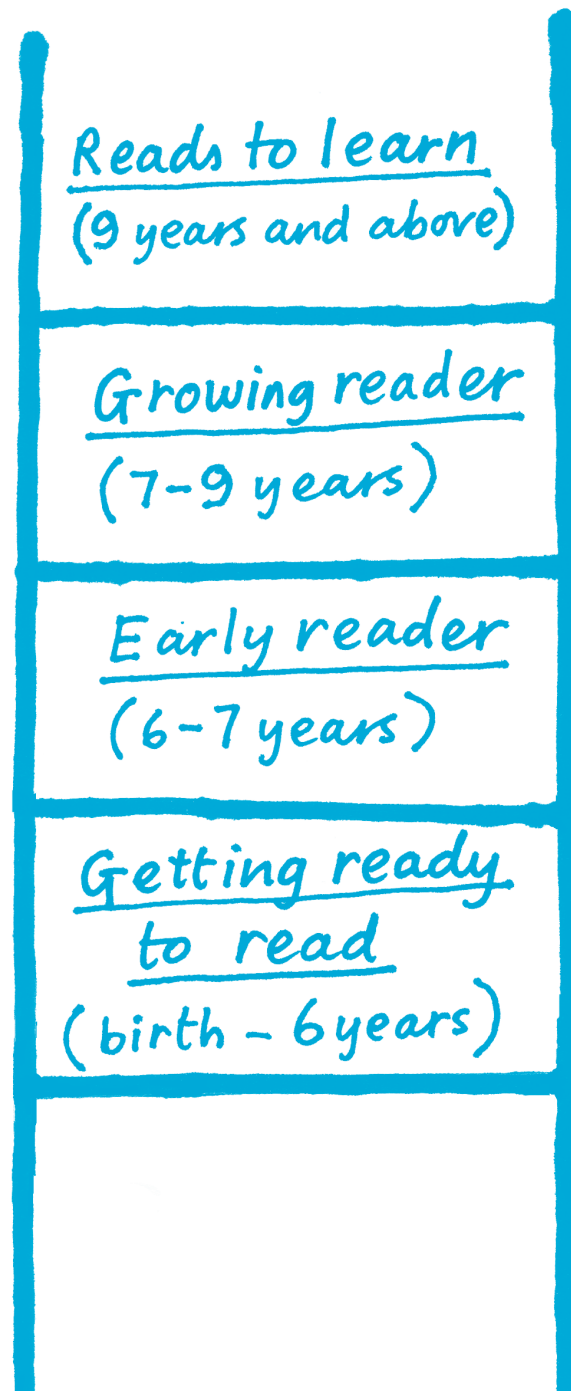 Reads to learn
(9 years and above)
Growing reader
(7-9 years)
Early reader
(6-7 years)
Getting ready
to read
(birth - 6 years)